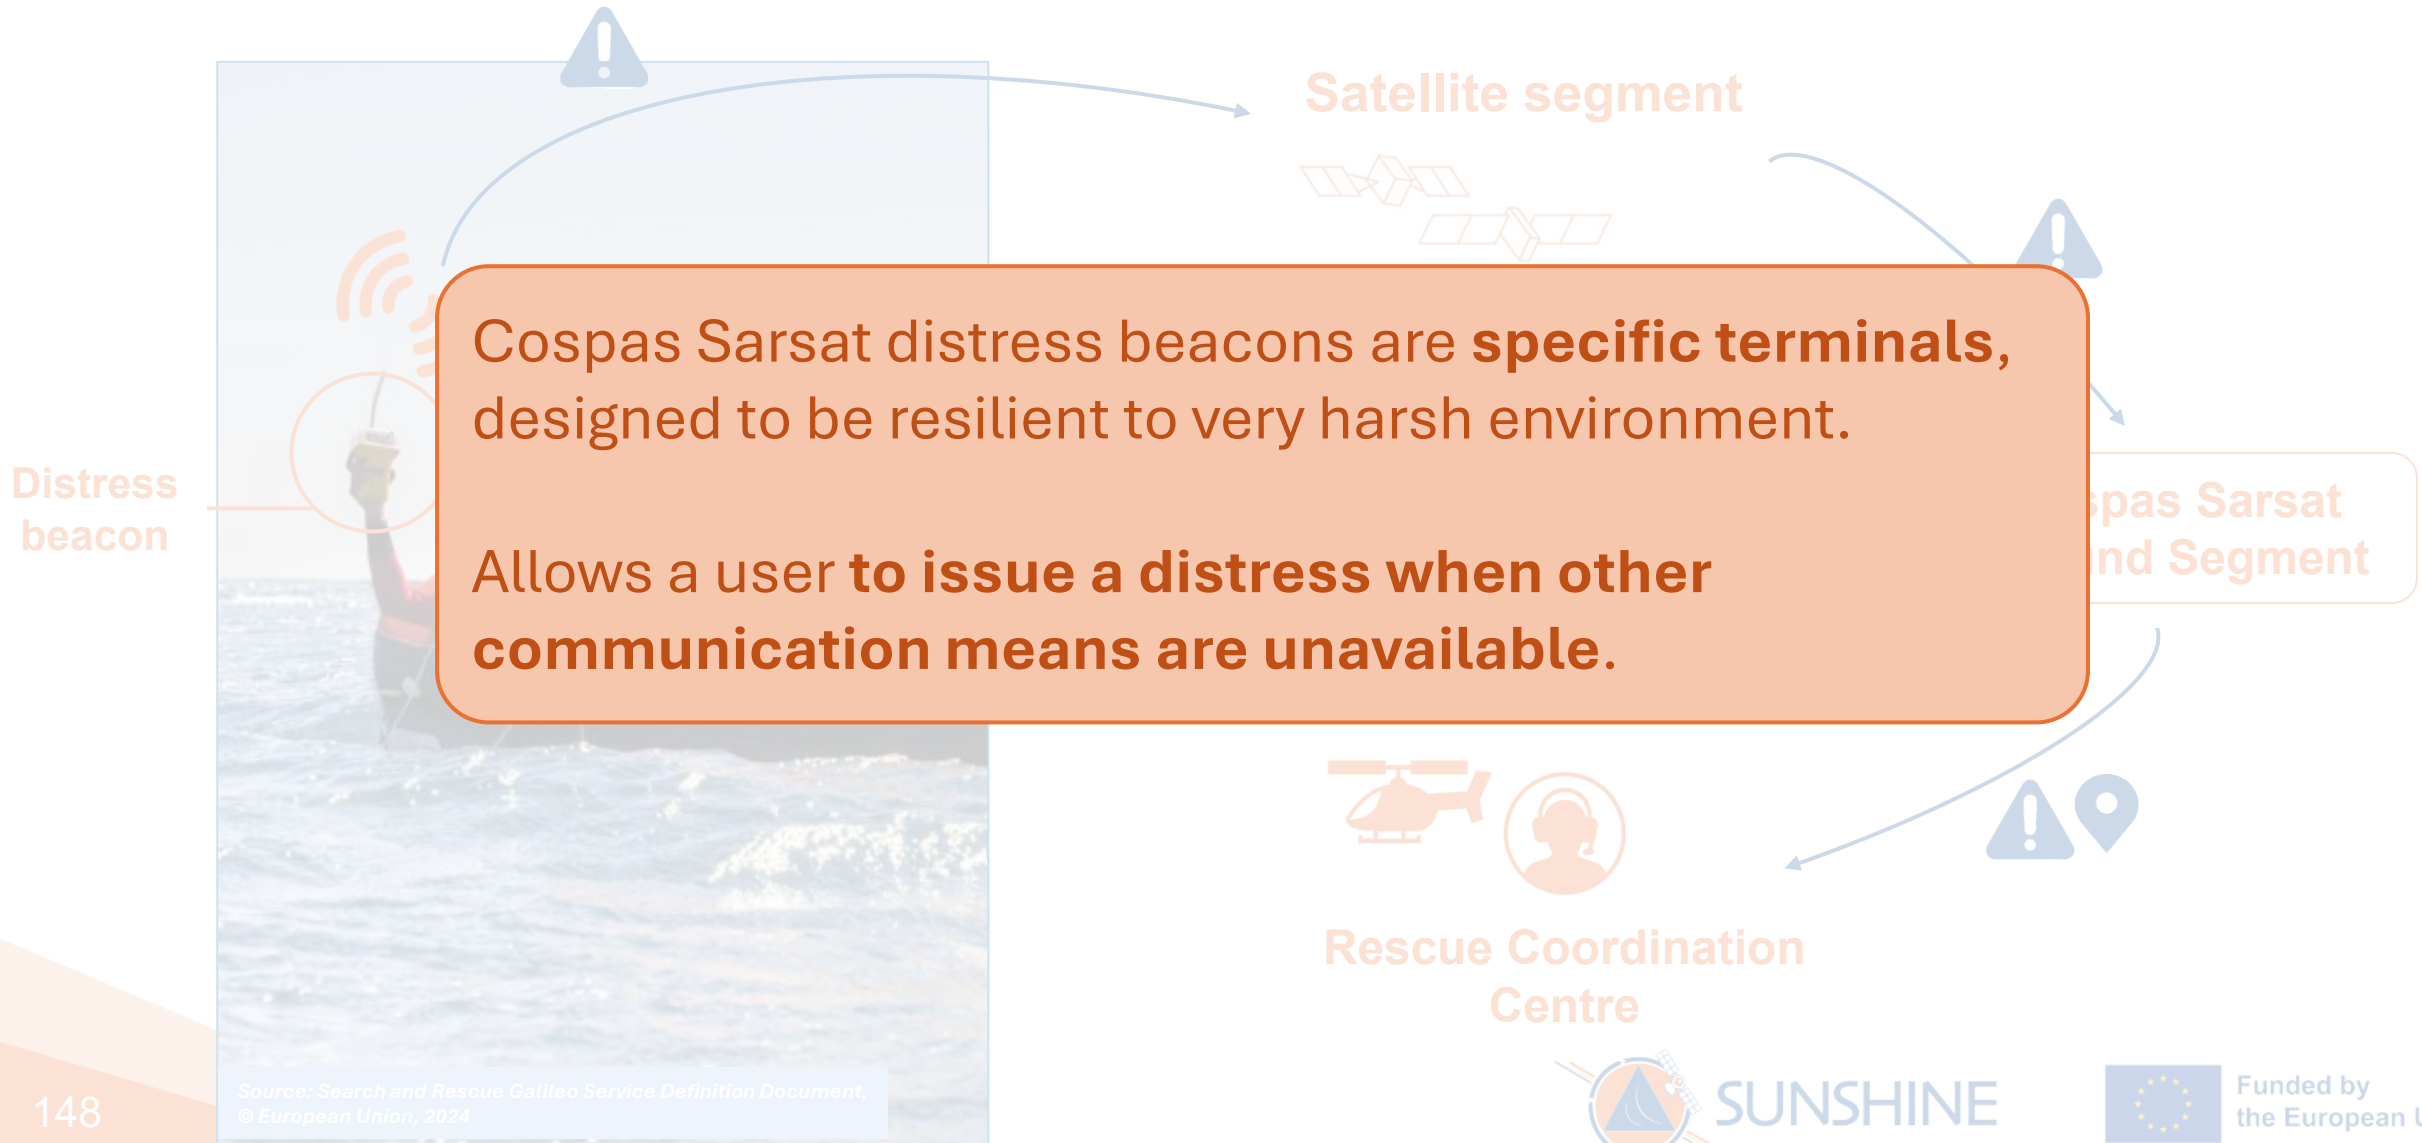 Satellite segment
Cospas Sarsat distress beacons are specific terminals,
designed to be resilient to very harsh environment.
Allows a user to issue a distress when other
communication means are unavailable.
Distress
beacon
spas Sarsat
nd Segment
Rescue Coordination
Centre
Source: Search and Rescue Galileo Service Definition Document,
© European Union, 2024
148
SUNSHINE
Funded by
the European